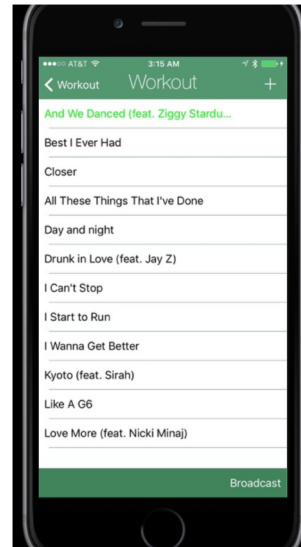 AT&T 3:15 AM
Workout Workout +
And We Danced (feat. Ziggy Stardu...
Best I Ever Had
Closer
All These Things That I've Done
Day and night
Drunk in Love (feat. Jay Z)
I Can't Stop
I Start to Run
I Wanna Get Better
Kyoto (feat. Sirah)
Like A G6
Love More (feat. Nicki Minaj)
Broadcast